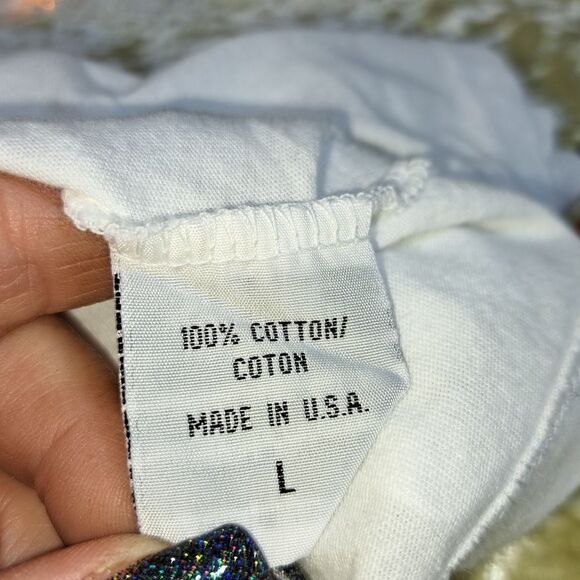 100% COTTON/
COTON
MADE IN U.S.A.
L